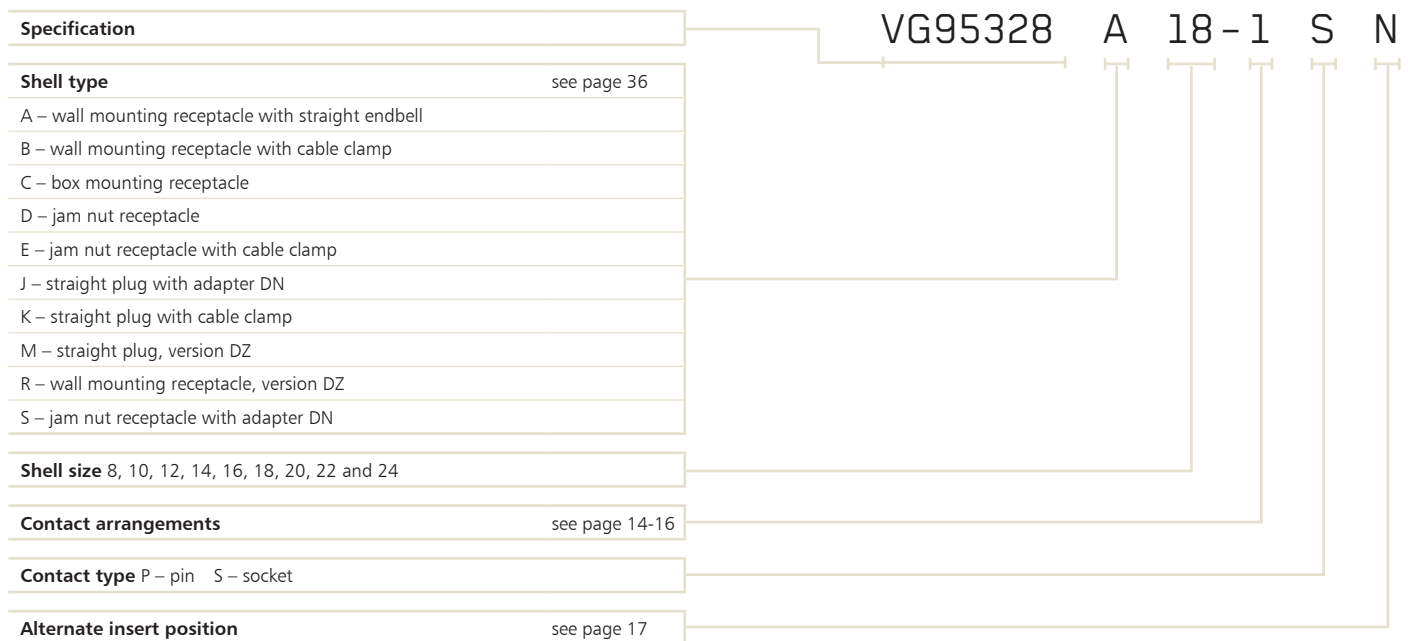 Specification
VG95328 A 18-1 S N
Shell type see page 36
A – wall mounting receptacle with straight endbell
B – wall mounting receptacle with cable clamp
C – box mounting receptacle
D – jam nut receptacle
E – jam nut receptacle with cable clamp
J – straight plug with adapter DN
K – straight plug with cable clamp
M – straight plug, version DZ
R – wall mounting receptacle, version DZ
S – jam nut receptacle with adapter DN
Shell size 8, 10, 12, 14, 16, 18, 20, 22 and 24
Contact arrangements see page 14-16
Contact type P – pin S – socket
Alternate insert position see page 17